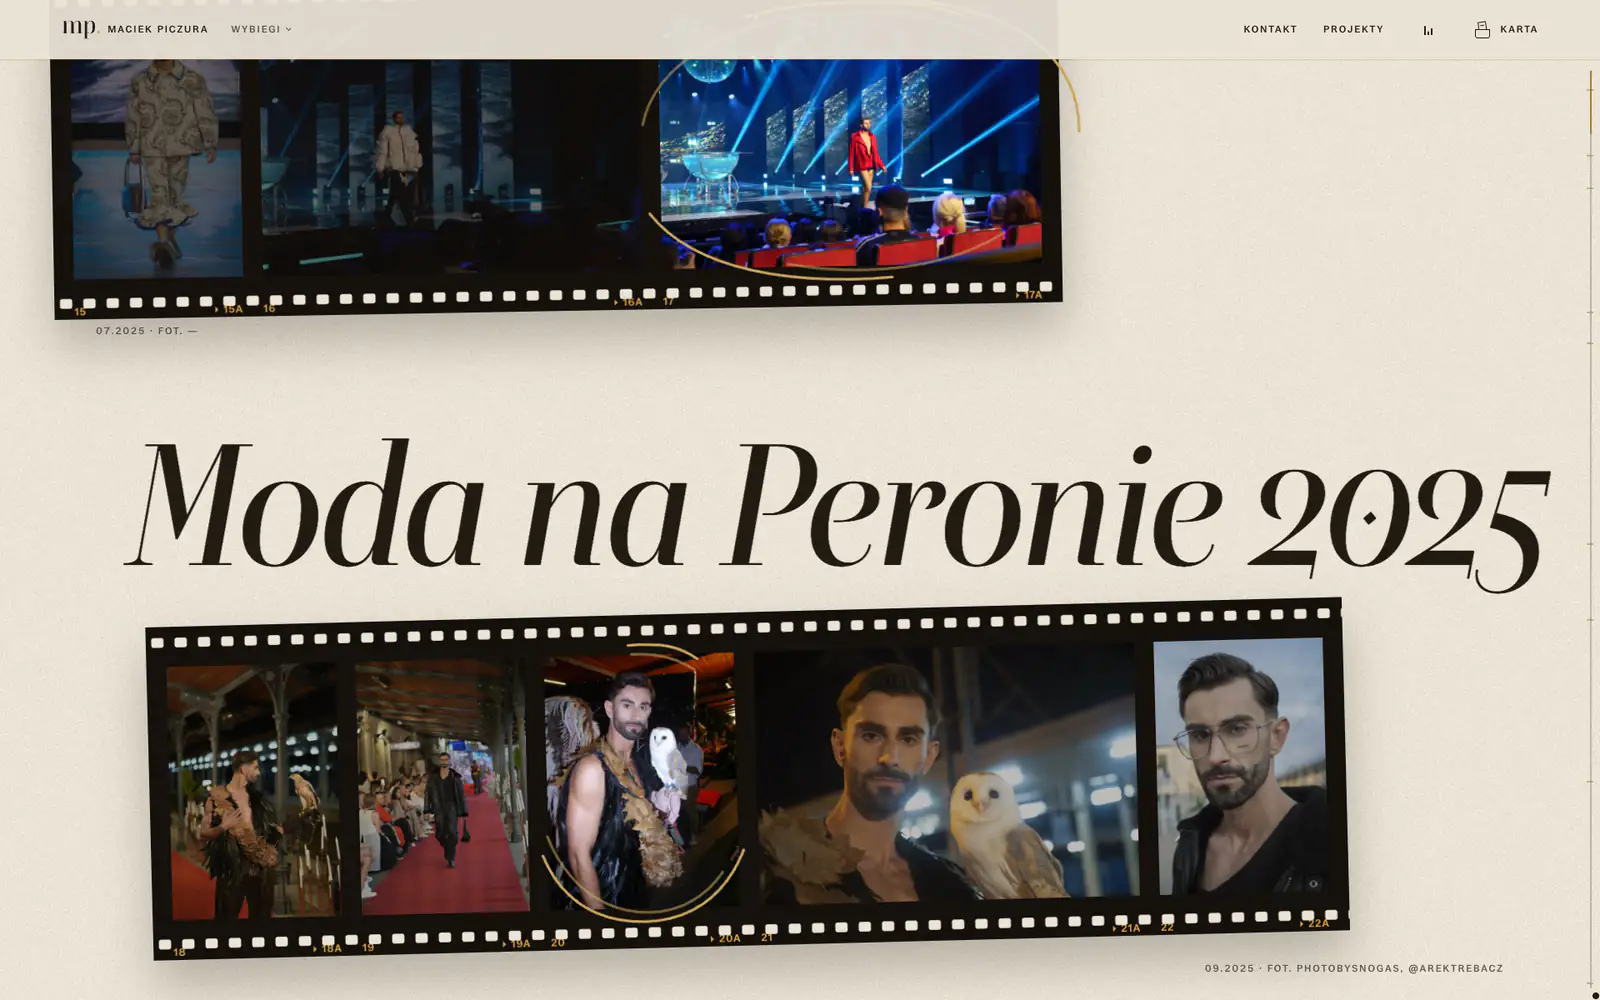 mp. MACIEK PICZURA WYBIEGI KONTAKT PROJEKTY KARTA
15 15A 16 16A 17 17A
07.2025 · FOT. —
Moda na Peronie 2025
18 18A 19 19A 20 20A 21 21A 22 22A
09.2025 · FOT. PHOTOBYSNOGAS, @AREKTREBACZ